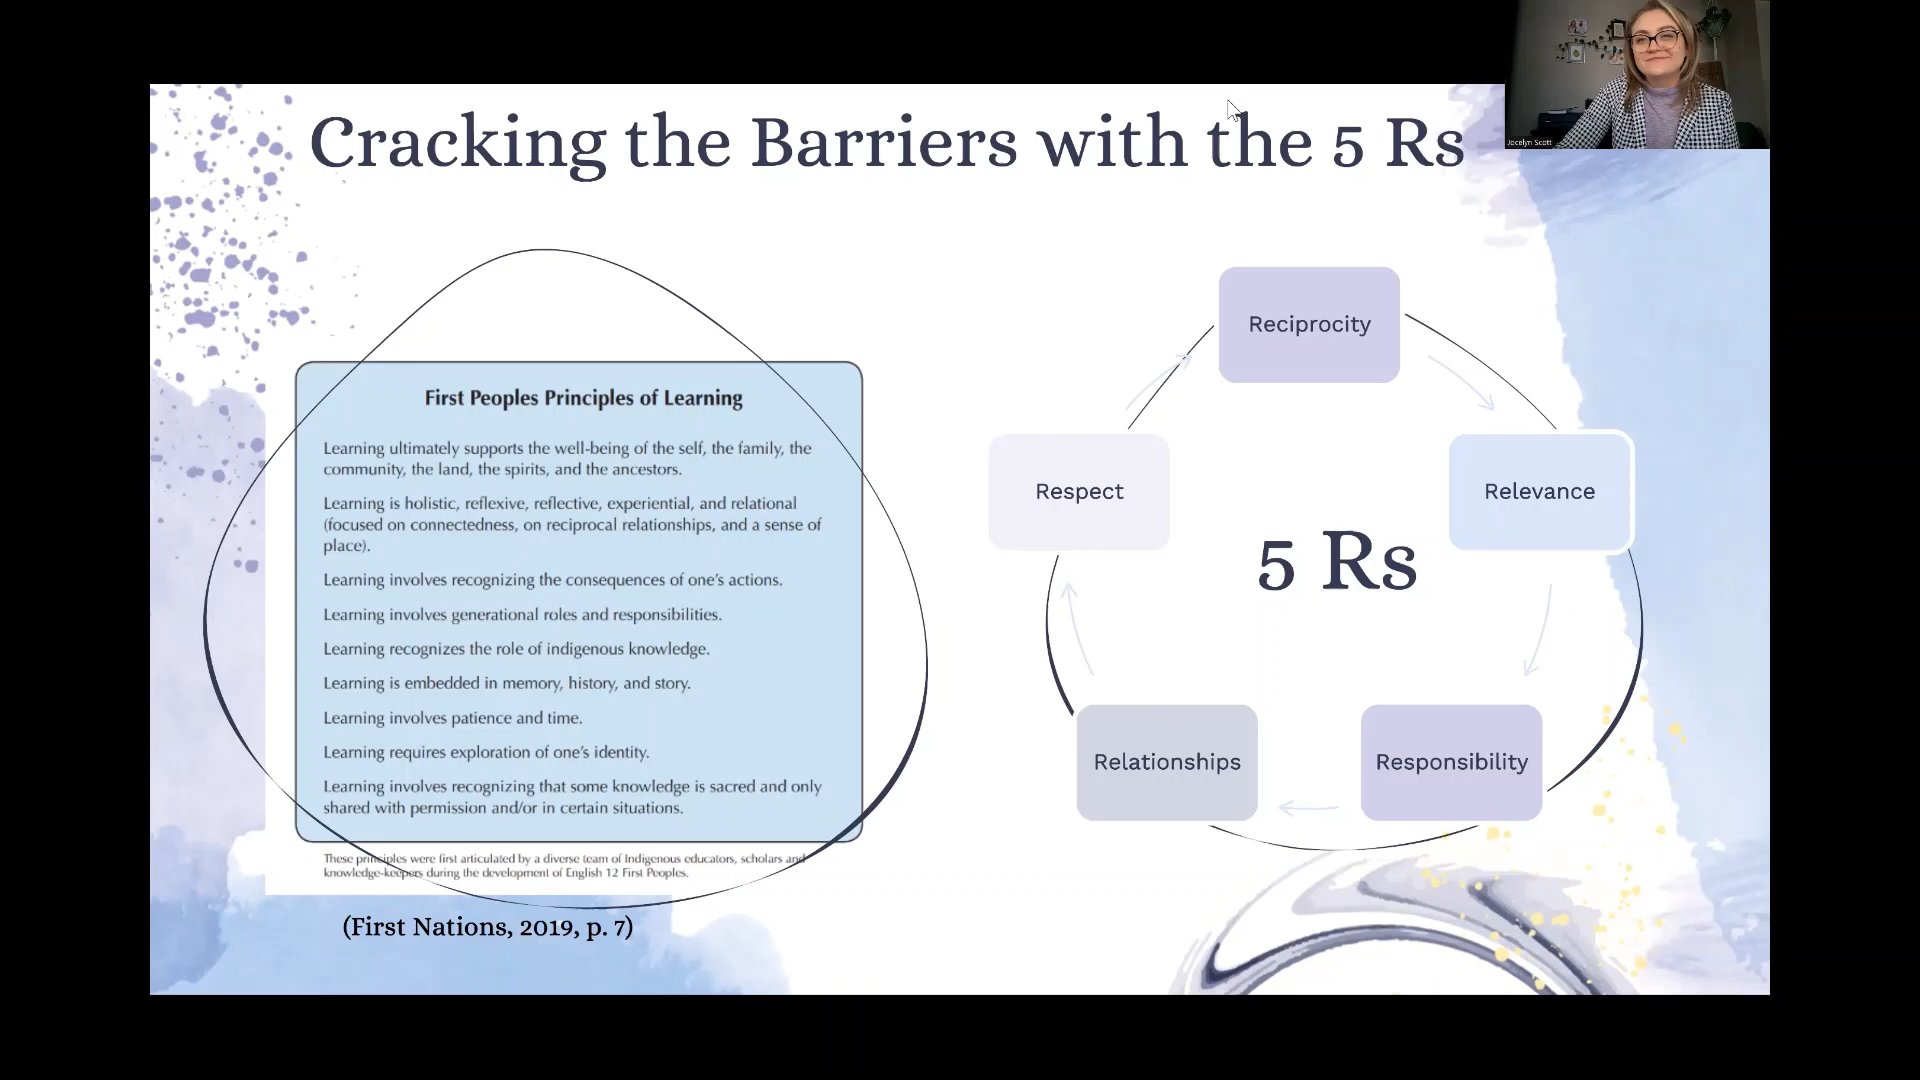 Cracking the Barriers with the 5 Rs
Jocelyn Scott
First Peoples Principles of Learning
Learning ultimately supports the well-being of the self, the family, the
community, the land, the spirits, and the ancestors.
Learning is holistic, reflexive, reflective, experiential, and relational
(focused on connectedness, on reciprocal relationships, and a sense of
place).
Learning involves recognizing the consequences of one’s actions.
Learning involves generational roles and responsibilities.
Learning recognizes the role of indigenous knowledge.
Learning is embedded in memory, history, and story.
Learning involves patience and time.
Learning requires exploration of one’s identity.
Learning involves recognizing that some knowledge is sacred and only
shared with permission and/or in certain situations.
These principles were first articulated by a diverse team of Indigenous educators, scholars and
knowledge-keepers during the development of English 12 First Peoples.
(First Nations, 2019, p. 7)
Reciprocity
Relevance
Responsibility
Relationships
Respect
5 Rs